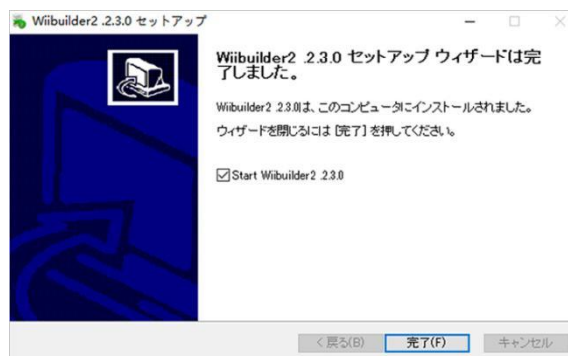 Wiibuilder2 .2.3.0 セットアップ
Wiibuilder2 .2.3.0 セットアップ ウィザードは完
了しました。
Wiibuilder2 .2.3.0は、このコンピュータにインストールされました。
ウィザードを閉じるには [完了] を押してください。
Start Wiibuilder2 .2.3.0
< 戻る(B)
完了(F)
キャンセル